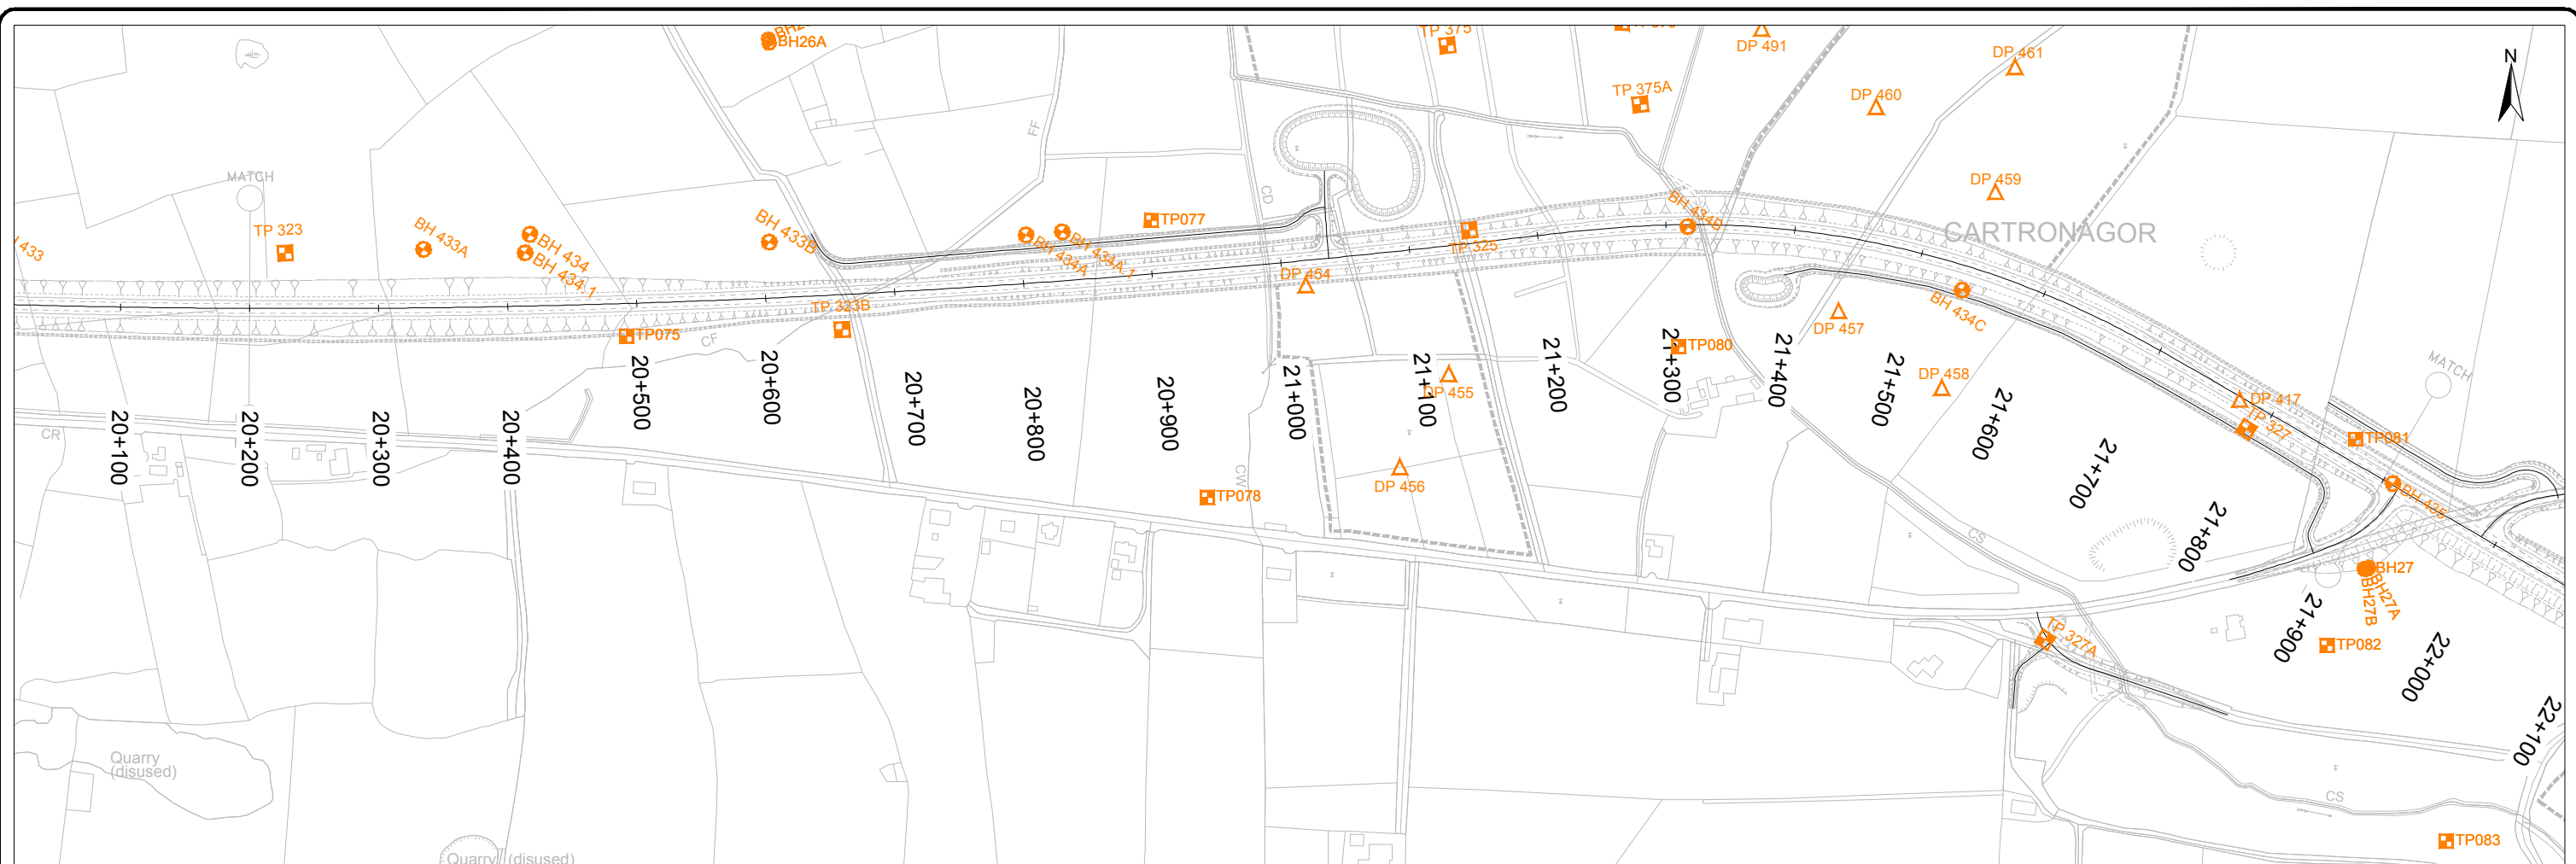 BH26A
TP 375
DP 491
DP 461
N
TP 375A
DP 460
FF
MATCH
CD
DP 459
TP077
BH 434B
CARTRONAGOR
433
TP 323
BH 433A
BH 434
BH 434-1
BH 433B
BH 434A
BH 434A-1
TP 325
DP 454
BH 434C
TP 323B
DP 457
TP075
CF
TP080
DP 455
DP 458
MATCH
DP 417
TP 327
TP081
20+100
20+200
20+300
20+400
20+500
20+600
20+700
20+800
20+900
21+000
21+100
21+200
21+300
21+400
21+500
21+600
21+700
21+800
21+900
22+000
22+100
CR
CW
DP 456
TP078
BH 435
CS
BH27
BH27A
BH27B
TP 327A
TP082
Quarry
(disused)
CS
TP083
Quarry (disused)